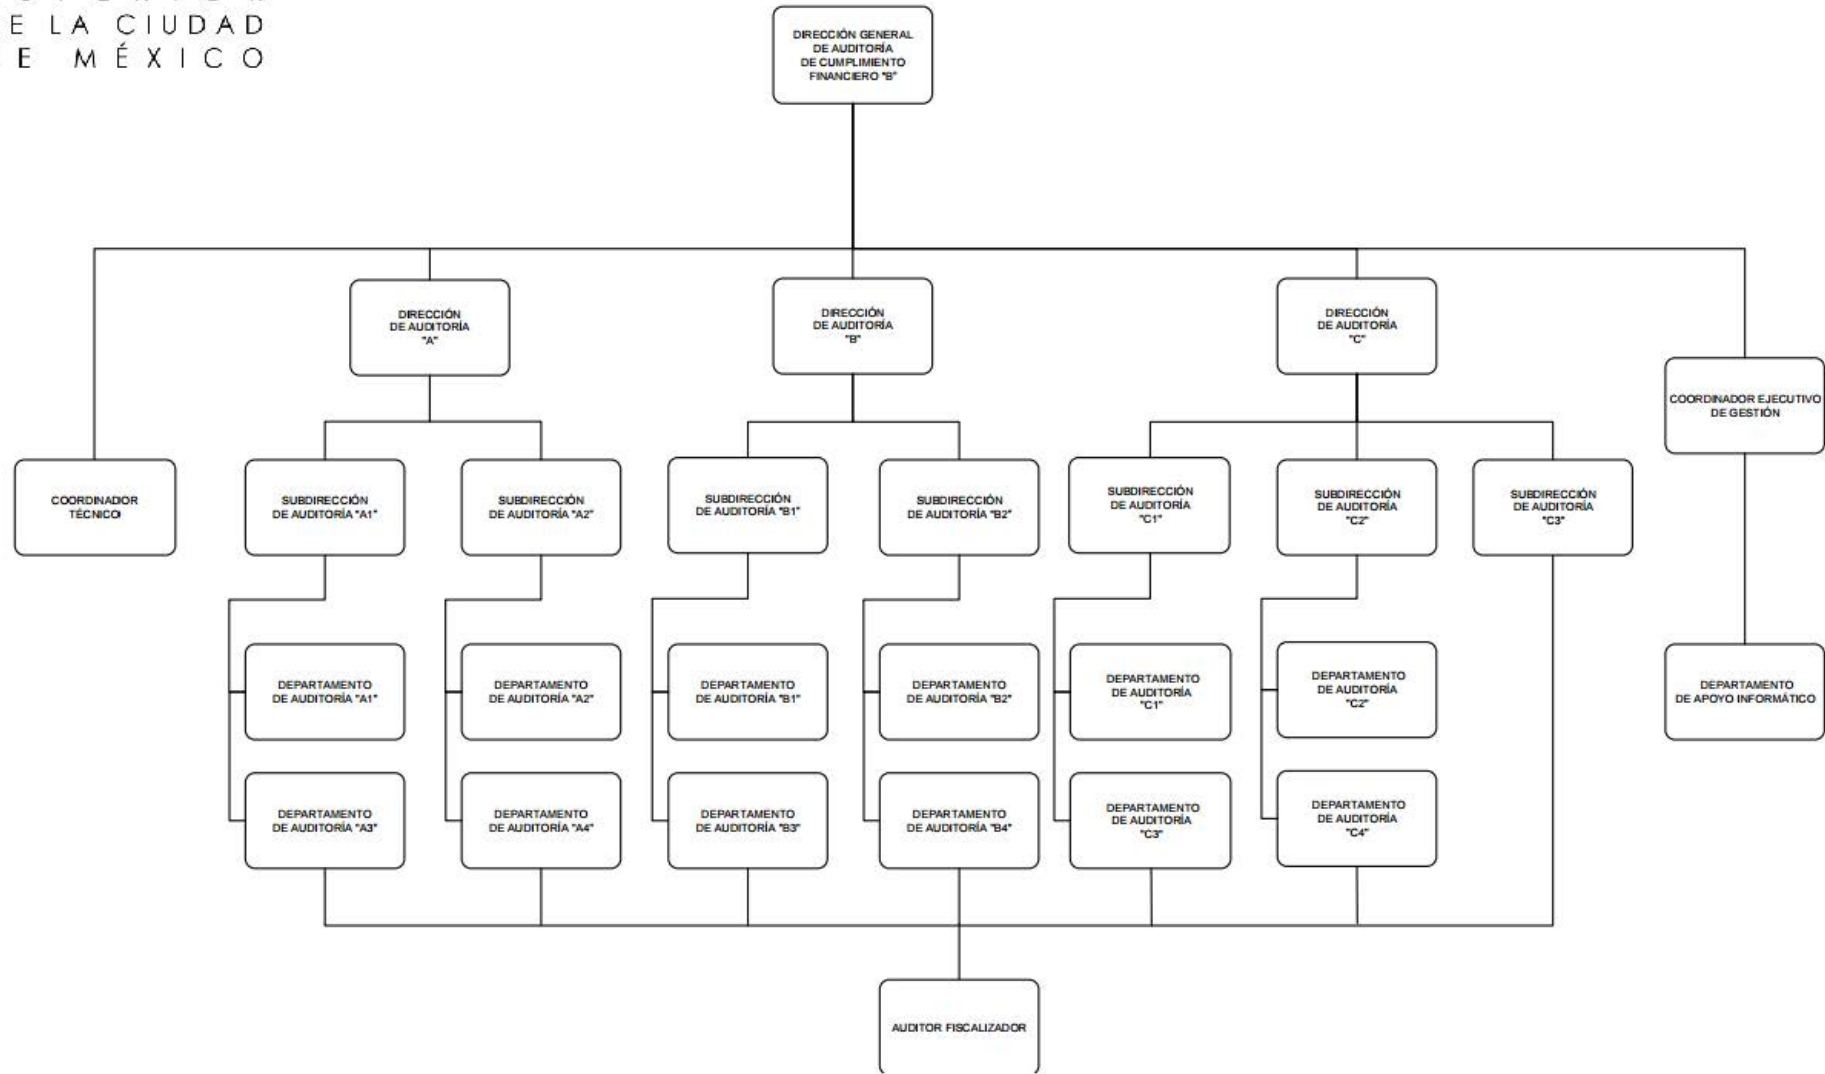 E LA CIUDAD
E MÉXICO
DIRECCIÓN GENERAL
DE AUDITORÍA
DE CUMPLIMIENTO
FINANCIERO "B"
DIRECCIÓN
DE AUDITORÍA
"A"
DIRECCIÓN
DE AUDITORÍA
"B"
DIRECCIÓN
DE AUDITORÍA
"C"
COORDINADOR EJECUTIVO
DE GESTIÓN
COORDINADOR
TÉCNICO
SUBDIRECCIÓN
DE AUDITORÍA "A1"
SUBDIRECCIÓN
DE AUDITORÍA "A2"
SUBDIRECCIÓN
DE AUDITORÍA "B1"
SUBDIRECCIÓN
DE AUDITORÍA "B2"
SUBDIRECCIÓN
DE AUDITORÍA
"C1"
SUBDIRECCIÓN
DE AUDITORÍA
"C2"
SUBDIRECCIÓN
DE AUDITORÍA
"C3"
DEPARTAMENTO
DE AUDITORÍA "A1"
DEPARTAMENTO
DE AUDITORÍA "A2"
DEPARTAMENTO
DE AUDITORÍA "B1"
DEPARTAMENTO
DE AUDITORÍA "B2"
DEPARTAMENTO
DE AUDITORÍA
"C1"
DEPARTAMENTO
DE AUDITORÍA
"C2"
DEPARTAMENTO
DE APOYO INFORMÁTICO
DEPARTAMENTO
DE AUDITORÍA "A3"
DEPARTAMENTO
DE AUDITORÍA "A4"
DEPARTAMENTO
DE AUDITORÍA "B3"
DEPARTAMENTO
DE AUDITORÍA "B4"
DEPARTAMENTO
DE AUDITORÍA
"C3"
DEPARTAMENTO
DE AUDITORÍA
"C4"
AUDITOR FISCALIZADOR